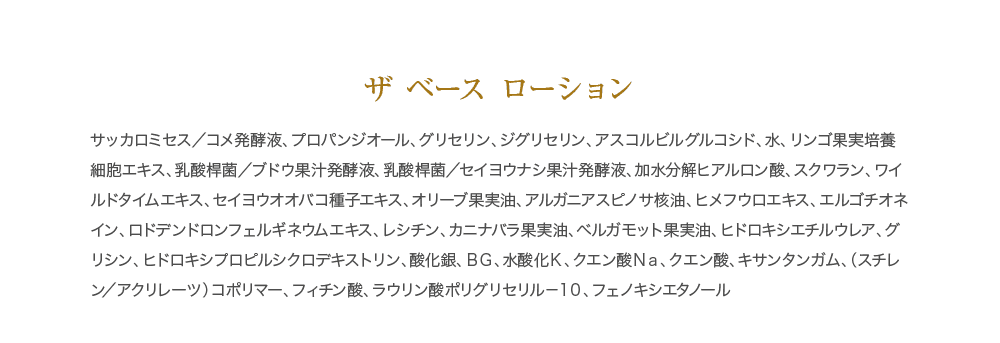 ザ ベース ローション
サッカロミセス／コメ発酵液、プロパンジオール、グリセリン、ジグリセリン、アスコルビルグルコシド、水、リンゴ果実培養
細胞エキス、乳酸桿菌／ブドウ果汁発酵液、乳酸桿菌／セイヨウナシ果汁発酵液、加水分解ヒアルロン酸、スクワラン、ワイ
ルドタイムエキス、セイヨウオオバコ種子エキス、オリーブ果実油、アルガニアスピノサ核油、ヒメフウロエキス、エルゴチオネ
イン、ロドデンドロンフェルギネウムエキス、レシチン、カニナバラ果実油、ベルガモット果実油、ヒドロキシエチルウレア、グ
リシン、ヒドロキシプロピルシクロデキストリン、酸化銀、ＢＧ、水酸化Ｋ、クエン酸Ｎａ、クエン酸、キサンタンガム、（スチレ
ン／アクリレーツ）コポリマー、フィチン酸、ラウリン酸ポリグリセリル－１０、フェノキシエタノール